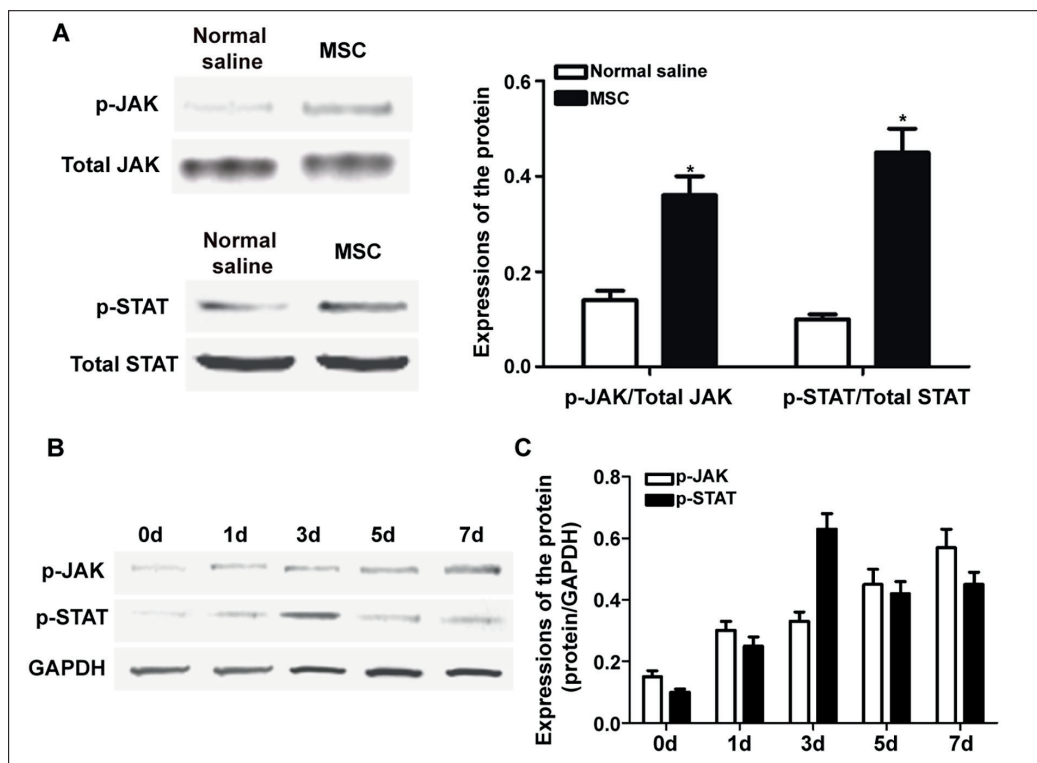 A
Normal saline
MSC
p-JAK
Total JAK
Normal saline
MSC
p-STAT
Total STAT
Expressions of the protein
0.6
0.4
0.2
0.0
Normal saline
MSC
*
*
p-JAK/Total JAK
p-STAT/Total STAT
B
0d 1d 3d 5d 7d
p-JAK
p-STAT
GAPDH
C
Expressions of the protein
(protein/GAPDH)
0.8
0.6
0.4
0.2
0.0
p-JAK
p-STAT
0d 1d 3d 5d 7d